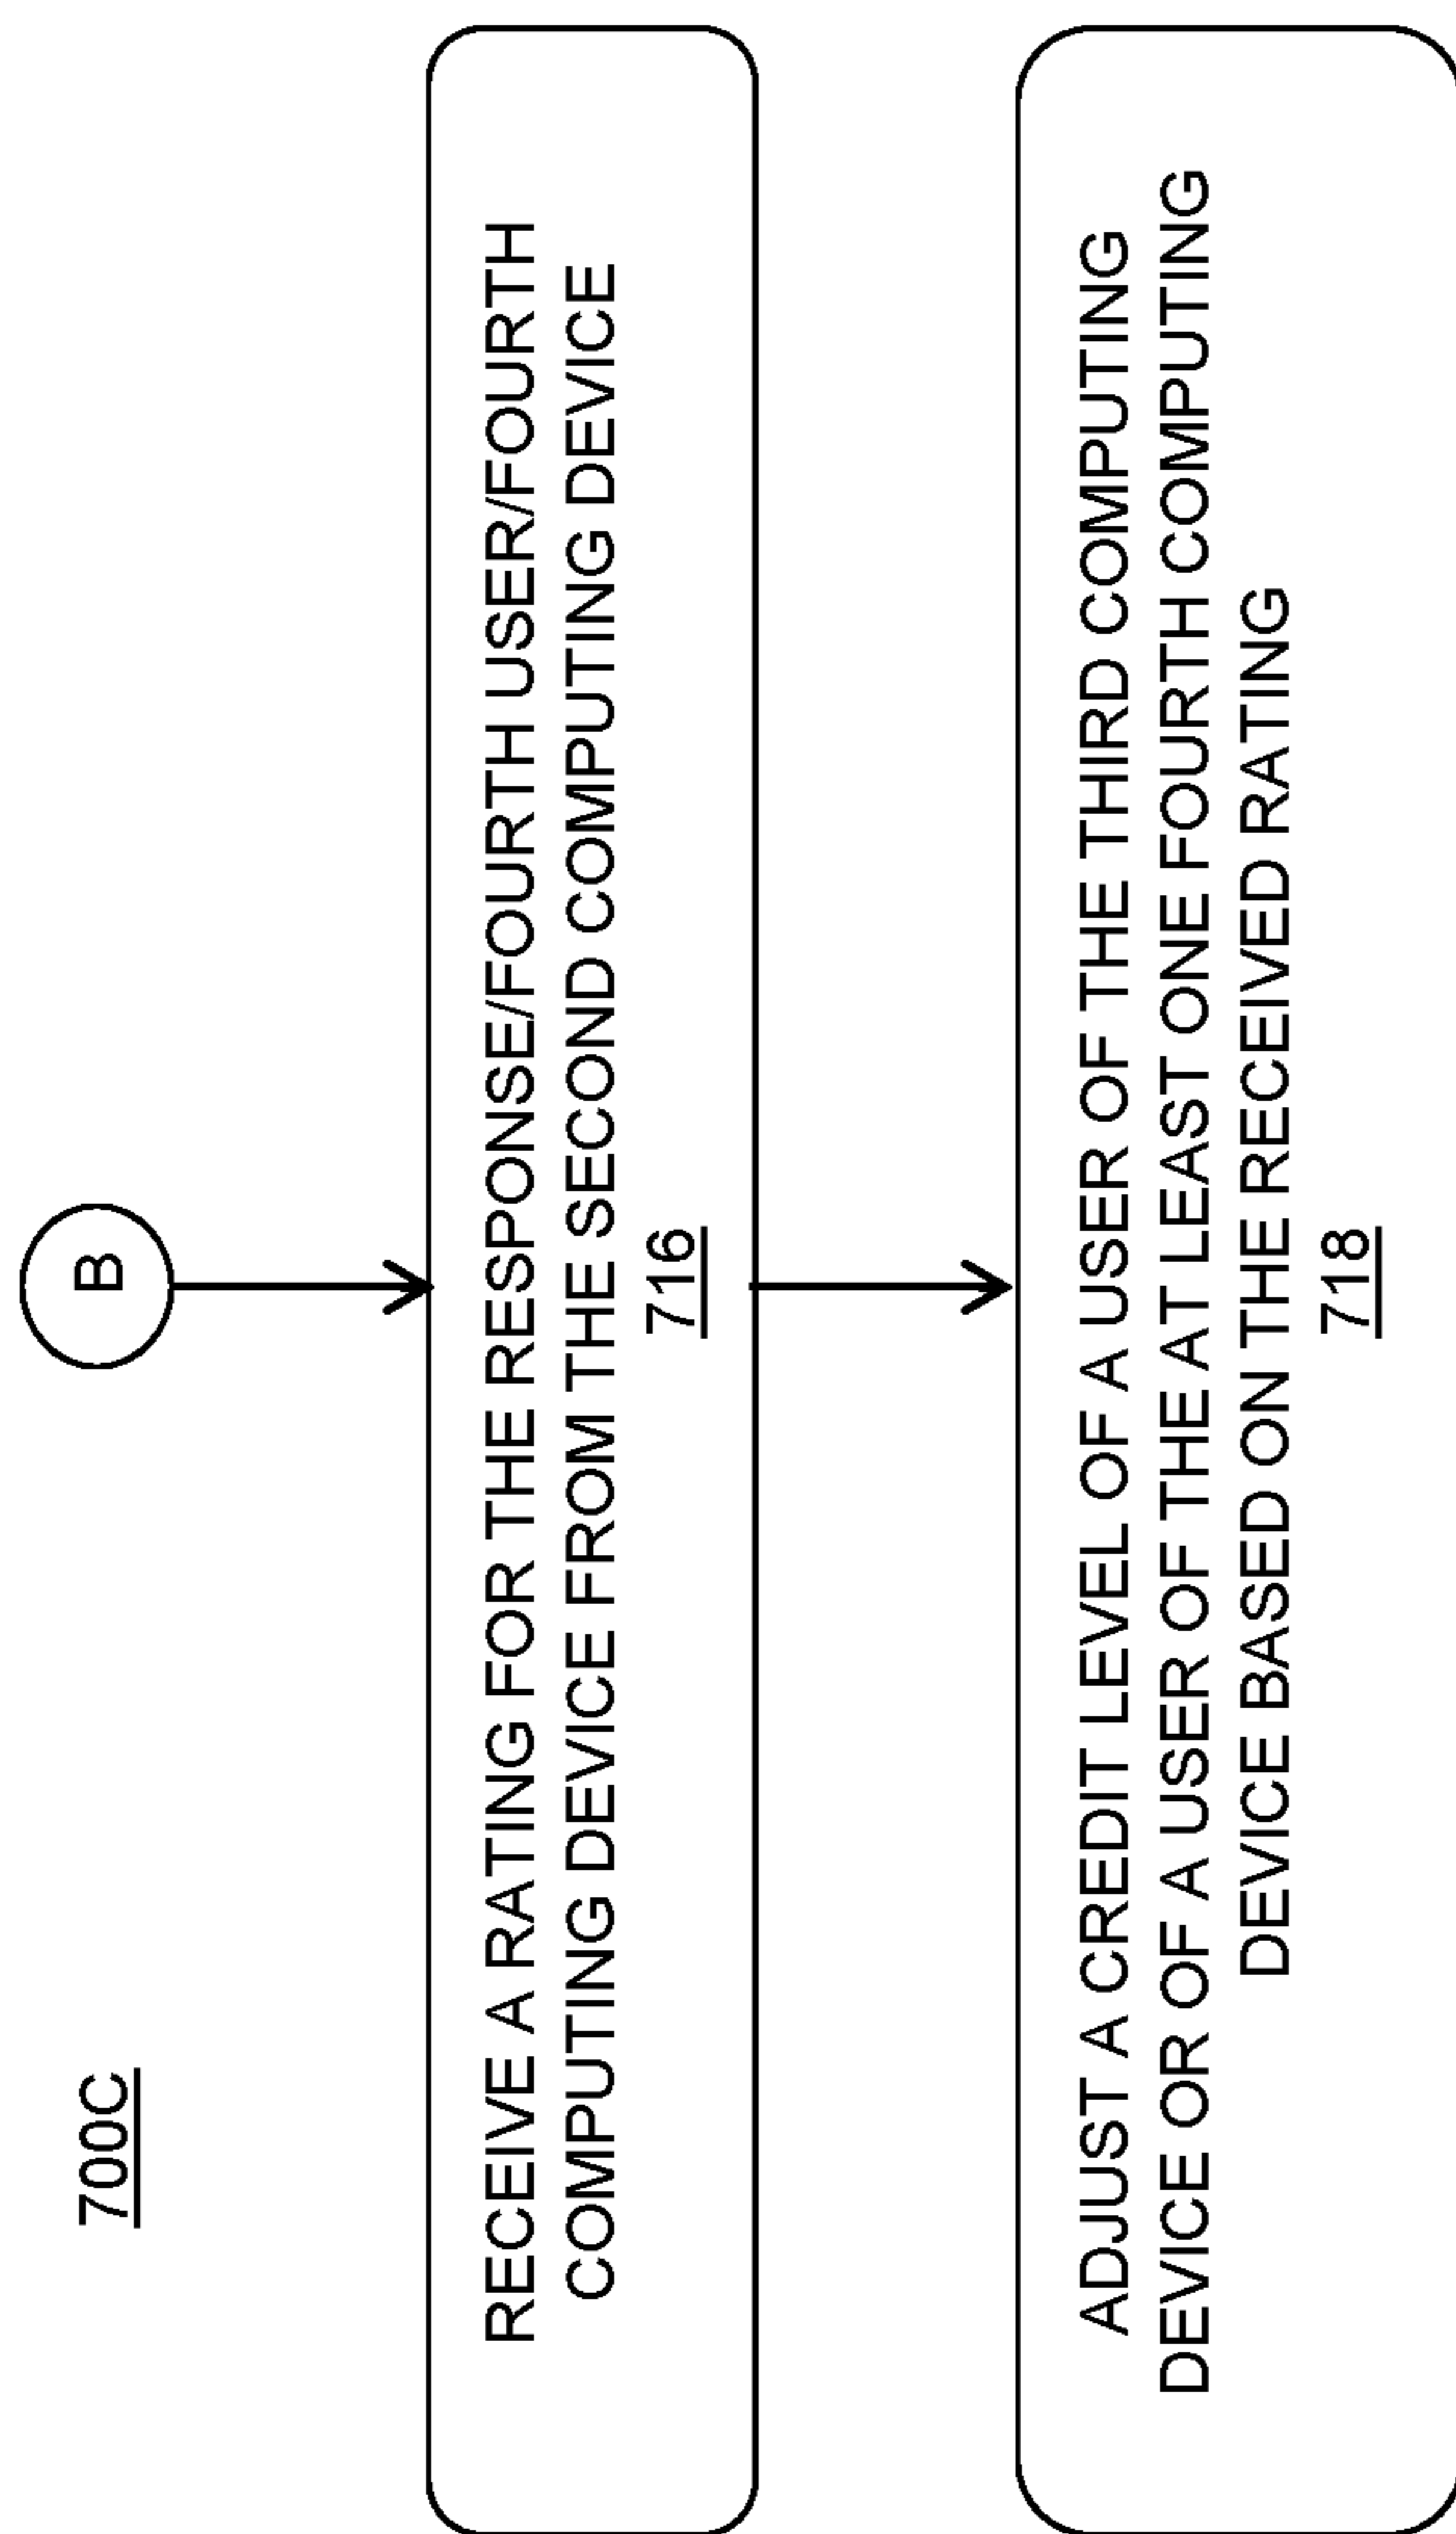 700C
B
RECEIVE A RATING FOR THE RESPONSE/FOURTH USER/FOURTH
COMPUTING DEVICE FROM THE SECOND COMPUTING DEVICE
716
ADJUST A CREDIT LEVEL OF A USER OF THE THIRD COMPUTING
DEVICE OR OF A USER OF THE AT LEAST ONE FOURTH COMPUTING
DEVICE BASED ON THE RECEIVED RATING
718